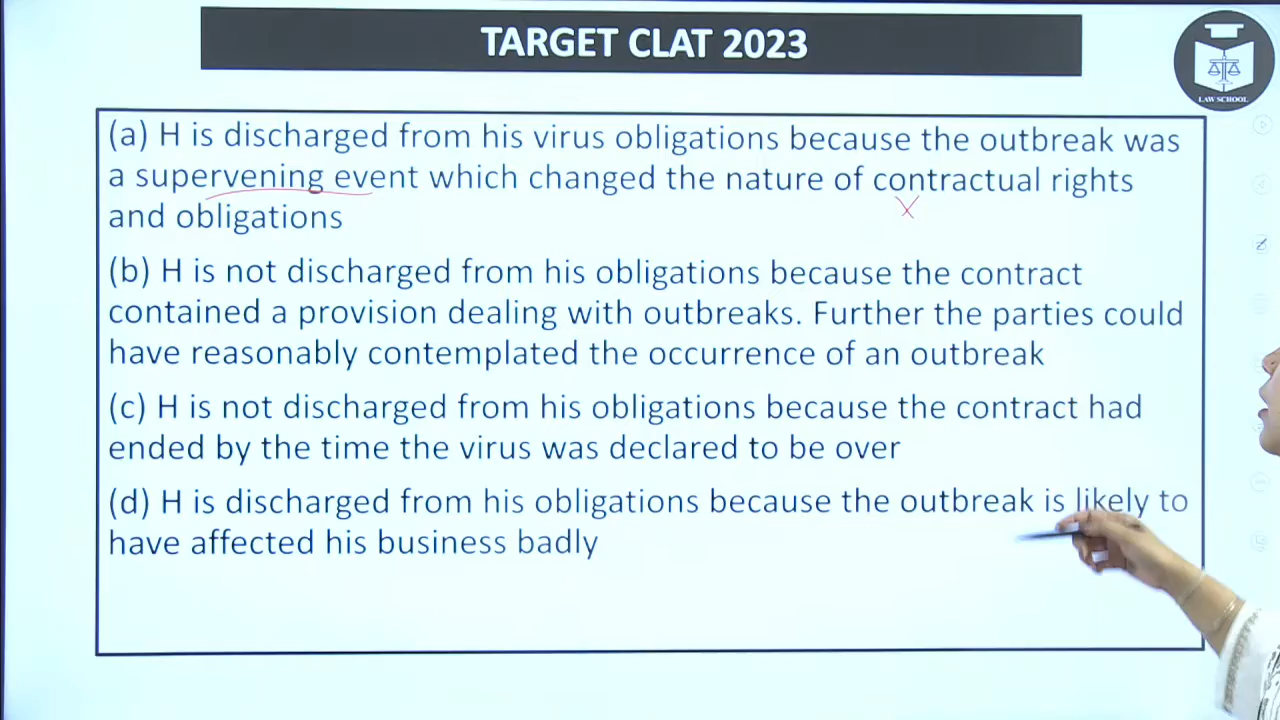 TARGET CLAT 2023
LAW SCHOOL
(a) H is discharged from his virus obligations because the outbreak was
a supervening event which changed the nature of contractual rights
and obligations
(b) H is not discharged from his obligations because the contract
contained a provision dealing with outbreaks. Further the parties could
have reasonably contemplated the occurrence of an outbreak
(c) H is not discharged from his obligations because the contract had
ended by the time the virus was declared to be over
(d) H is discharged from his obligations because the outbreak is likely to
have affected his business badly